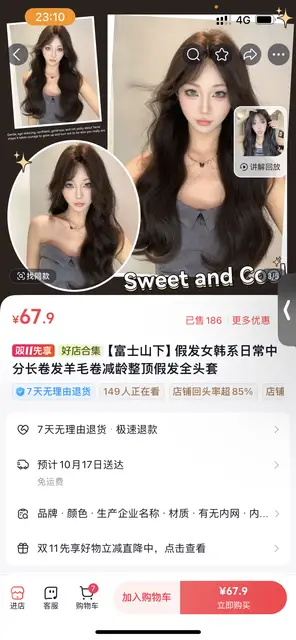 23:10
4G
讲解回放
找同款
Sweet and Co
¥67.9
已售186
更多优惠
双11先享 好店合集 【富士山下】假发女韩系日常中
分长卷发羊毛卷减龄整顶假发全头套
7天无理由退货
149人正在看
店铺回头率超85%
店铺
7天无理由退货 · 极速退款
预计10月17日送达
免运费
品牌 · 颜色 · 生产企业名称 · 材质 · 有无内网 · 内...
双11先享好物立减直降中，点击查看
进店
客服
7
购物车
加入购物车
¥67.9
立即购买